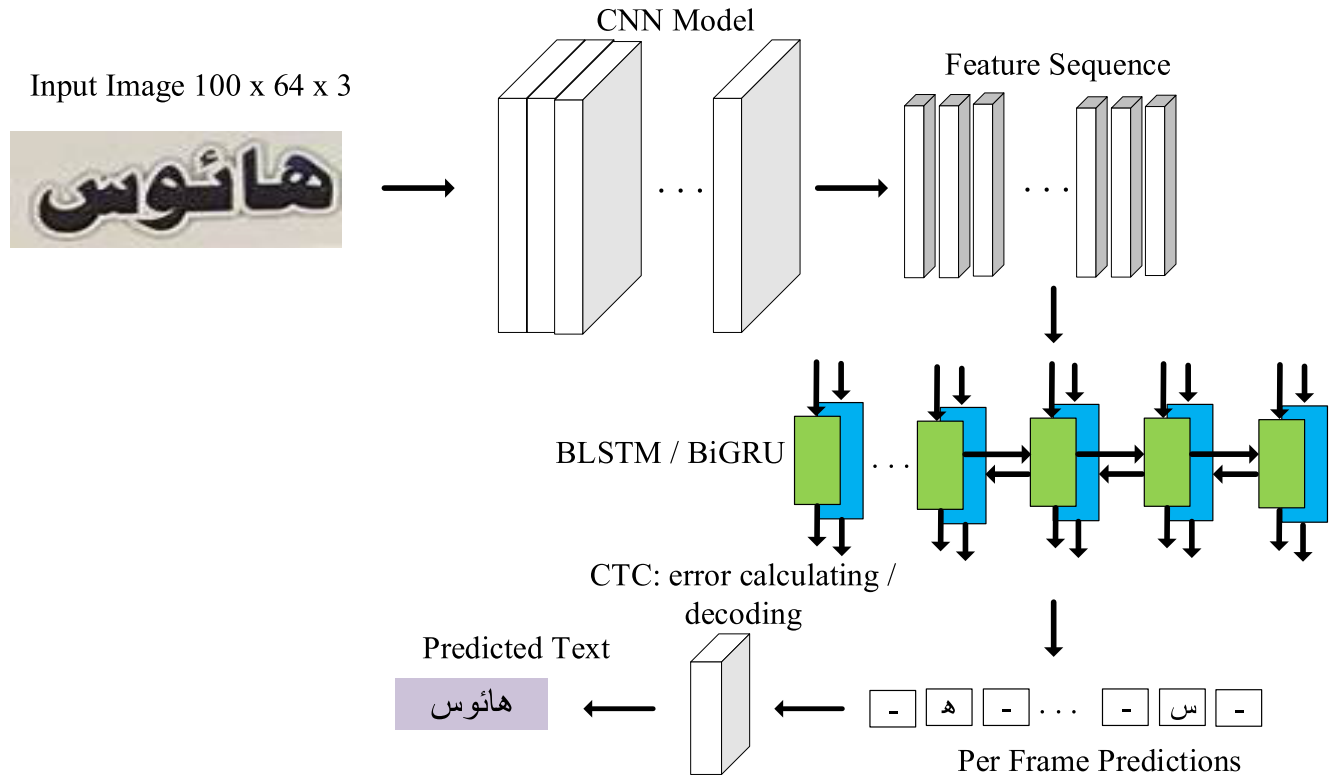 CNN Model
Input Image 100 x 64 x 3
Feature Sequence
هائوس
. . .
. . .
BLSTM / BiGRU
. . .
CTC: error calculating /
decoding
Predicted Text
هائوس
- ه - . . . - س -
Per Frame Predictions